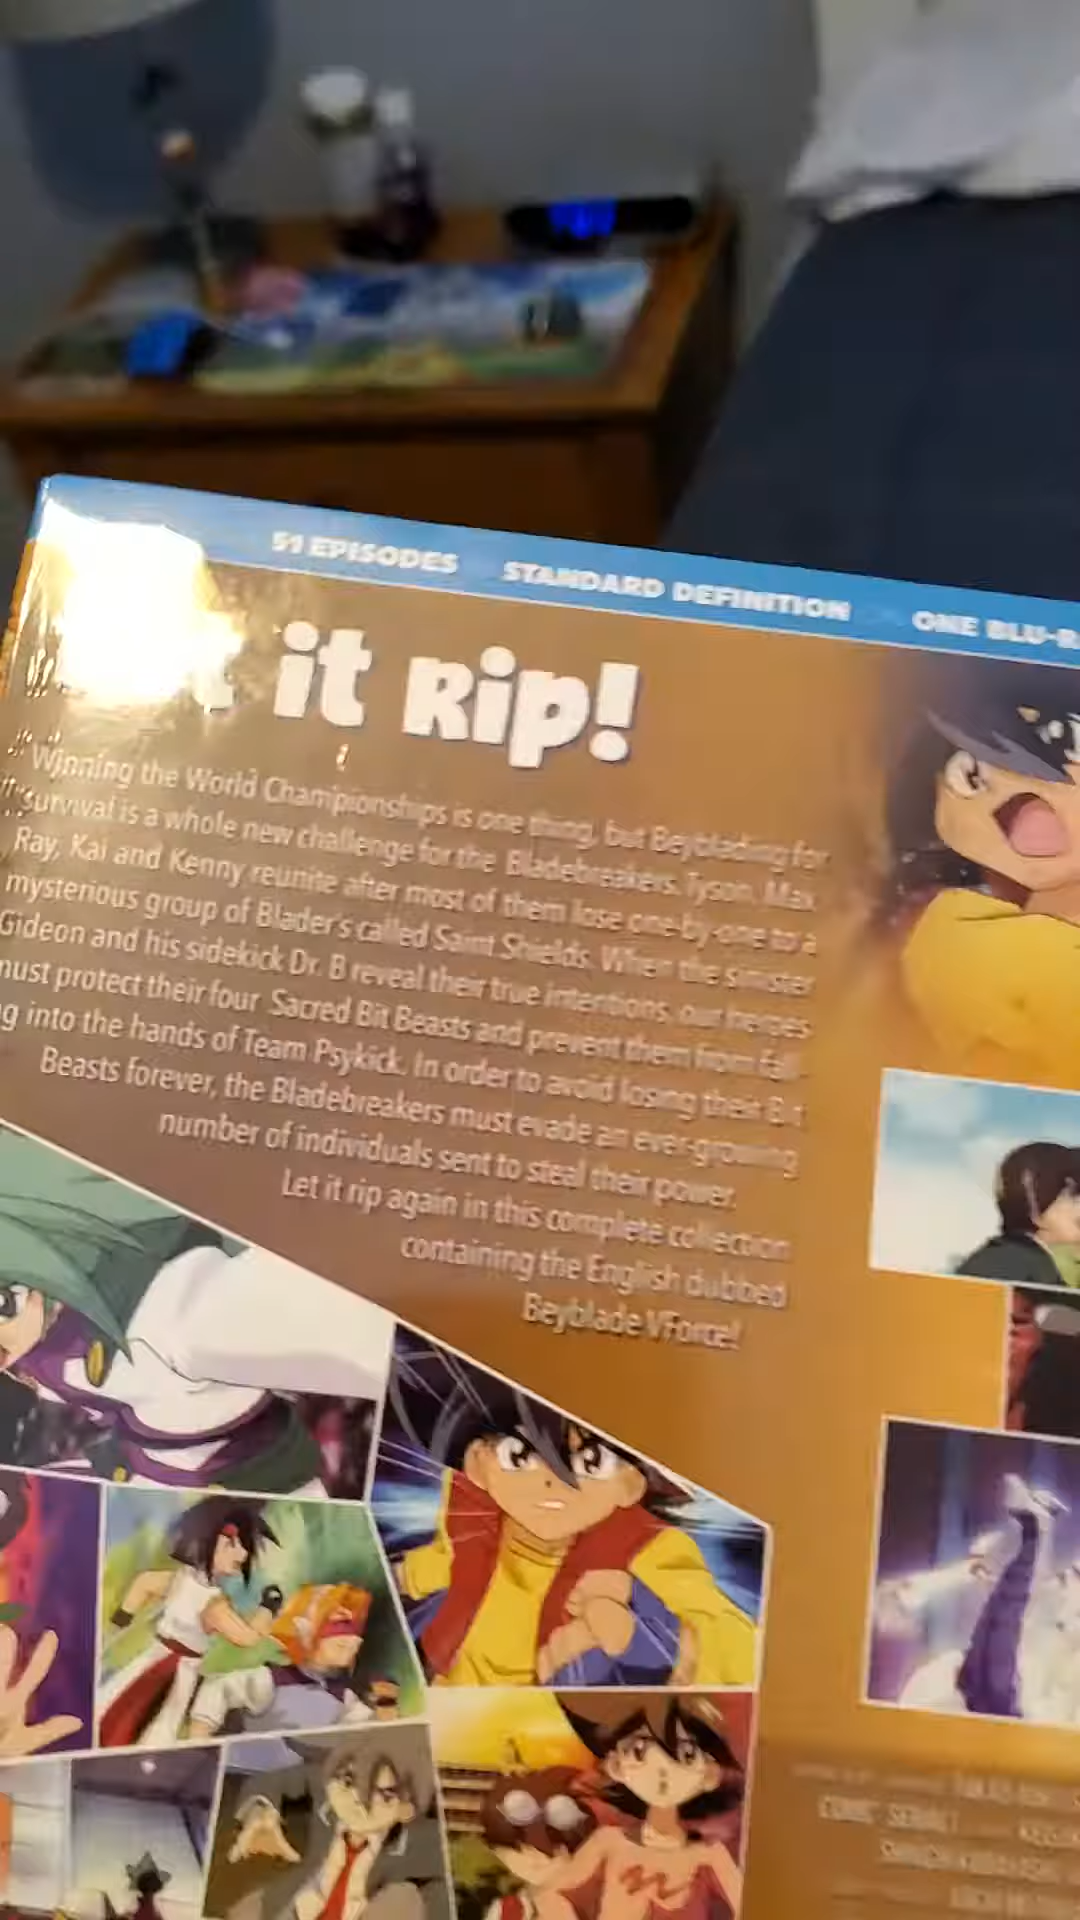 51 EPISODES STANDARD DEFINITION ONE BLU-R
it Rip!
Winning the World Championships is one thing, but Beyblading for
survival is a whole new challenge for the Bladebreakers. Tyson, Max,
Ray, Kai and Kenny reunite after most of them lose one-by-one to a
mysterious group of Blader's called Saint Shields. When the sinister
Gideon and his sidekick Dr. B reveal their true intentions, our heroes
must protect their four Sacred Bit Beasts and prevent them from fall-
g into the hands of Team Psykick. In order to avoid losing their Bit
Beasts forever, the Bladebreakers must evade an ever-growing
number of individuals sent to steal their power.
Let it rip again in this complete collection
containing the English dubbed
Beyblade VForce!